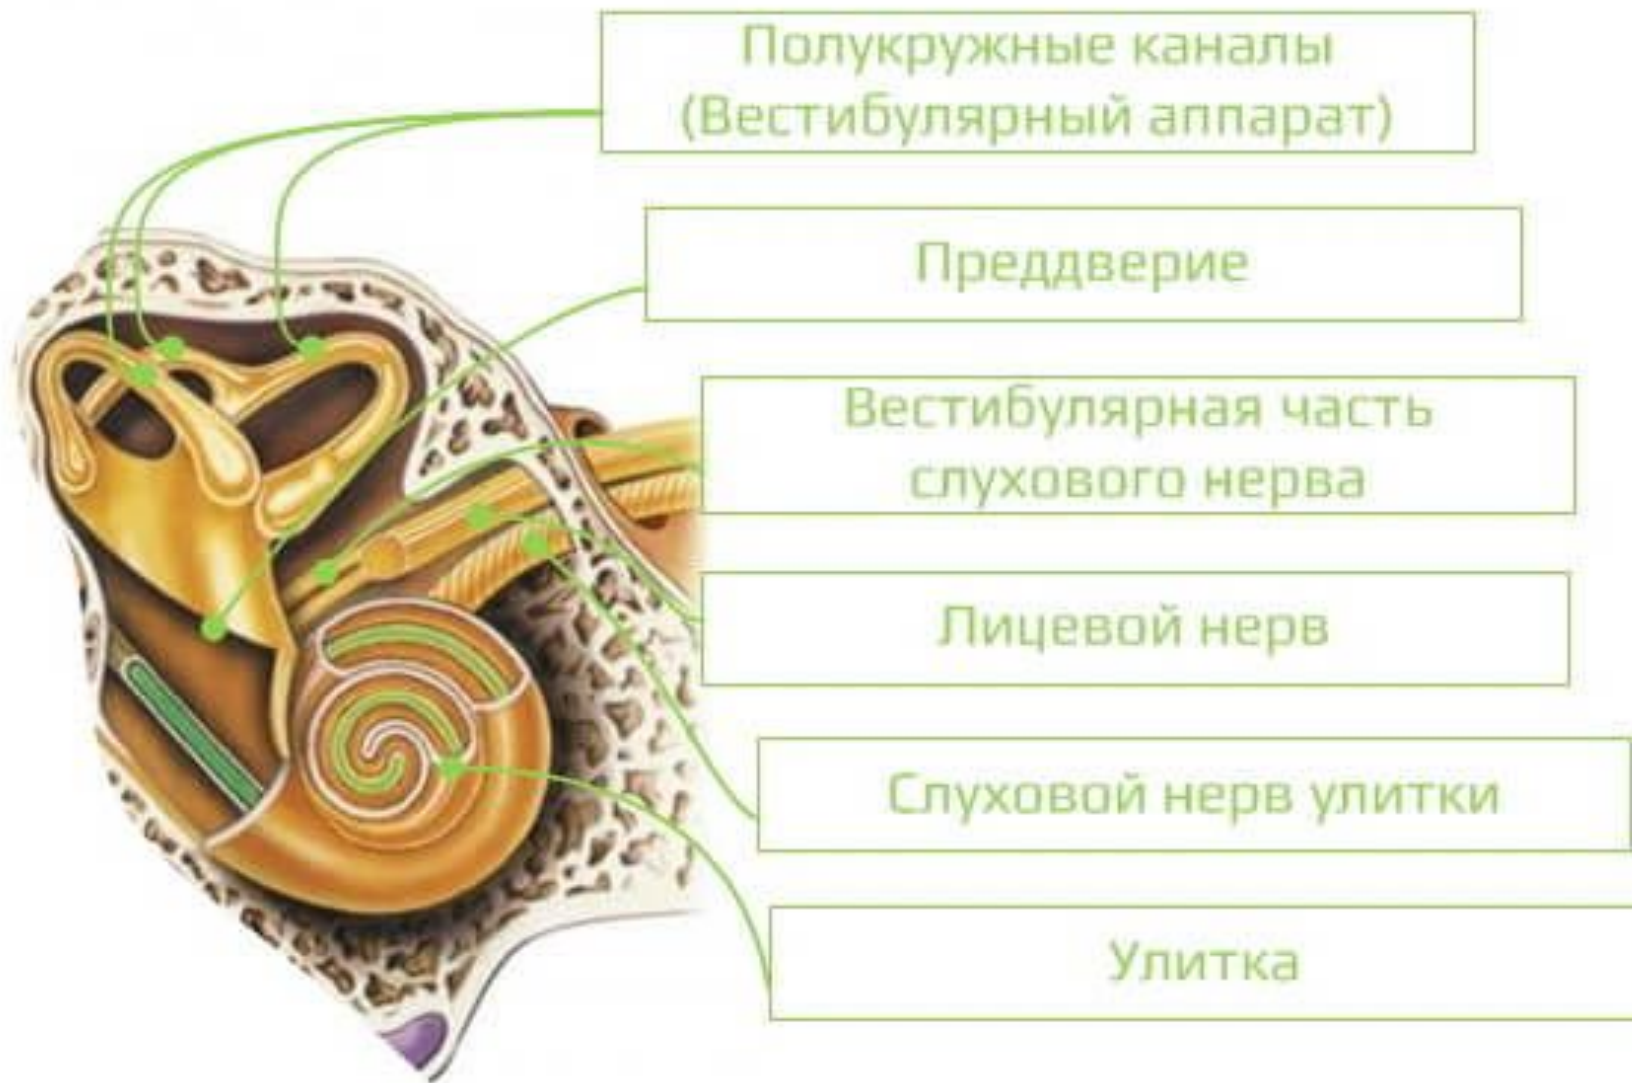 Полукружные каналы
(Вестибулярный аппарат)
Преддверие
Вестибулярная часть
слухового нерва
Лицевой нерв
Слуховой нерв улитки
Улитка